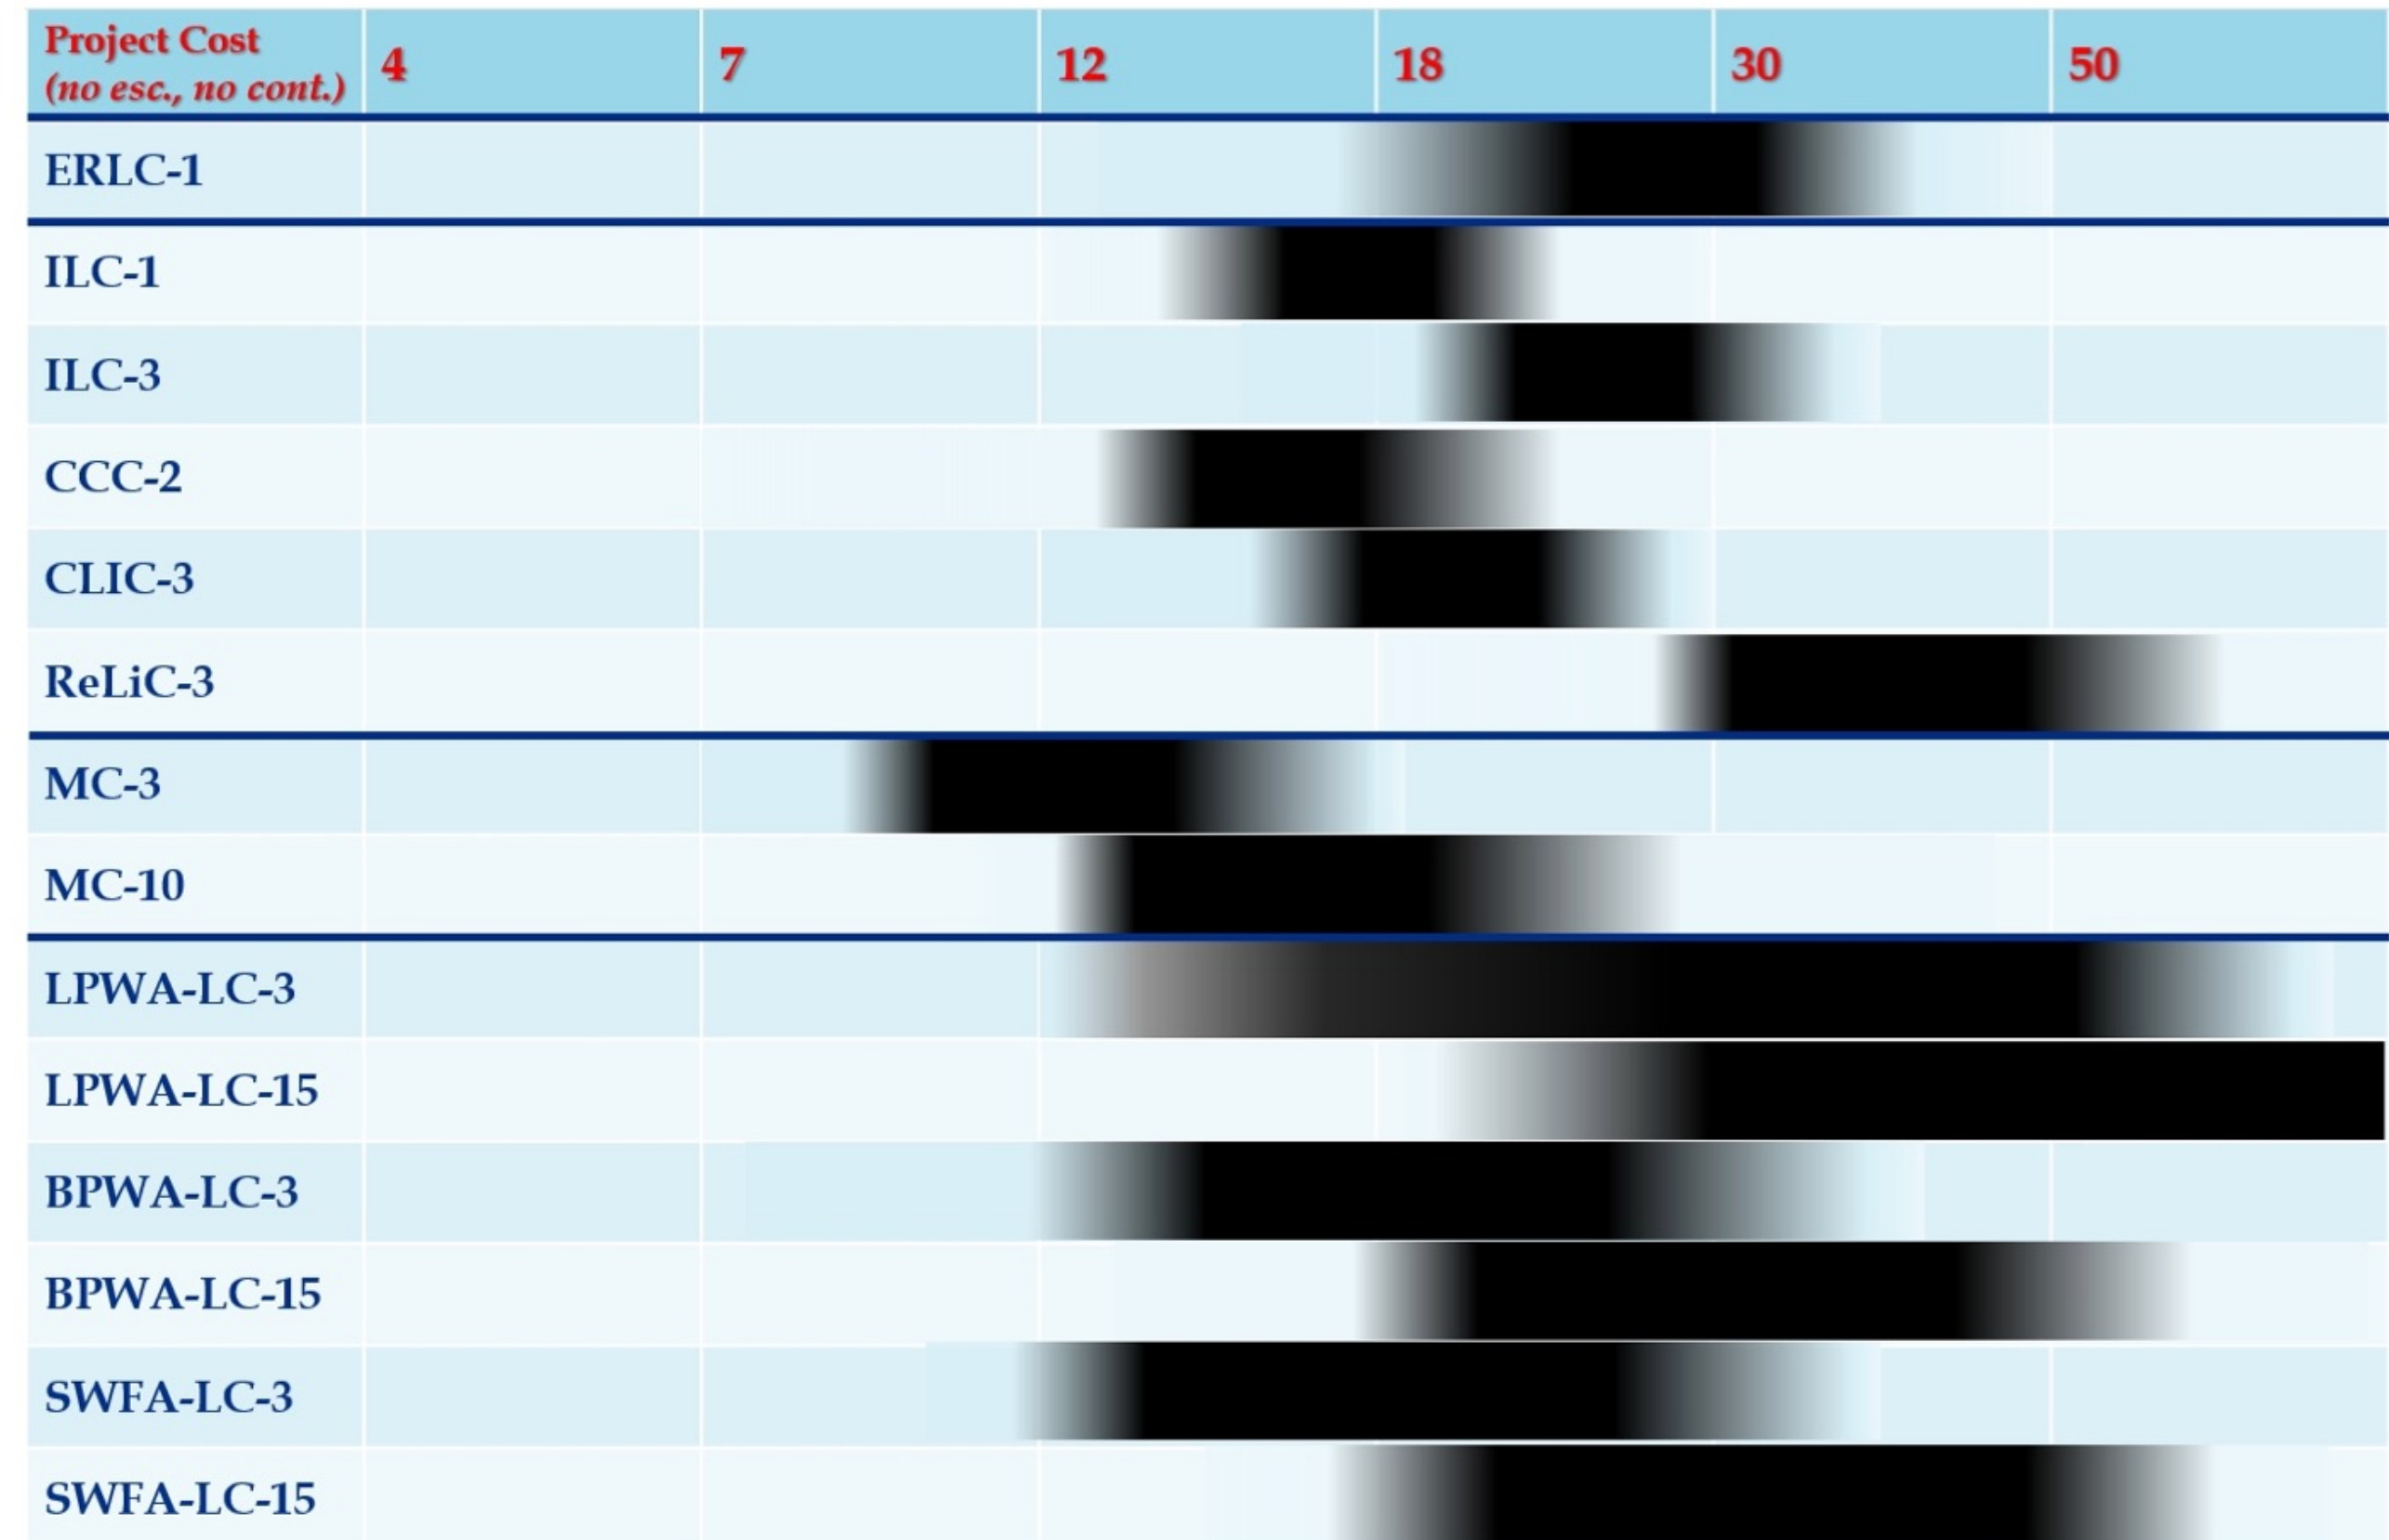 Project Cost
(no esc., no cont.)
4
7
12
18
30
50
ERLC-1
ILC-1
ILC-3
CCC-2
CLIC-3
ReLiC-3
MC-3
MC-10
LPWA-LC-3
LPWA-LC-15
BPWA-LC-3
BPWA-LC-15
SWFA-LC-3
SWFA-LC-15